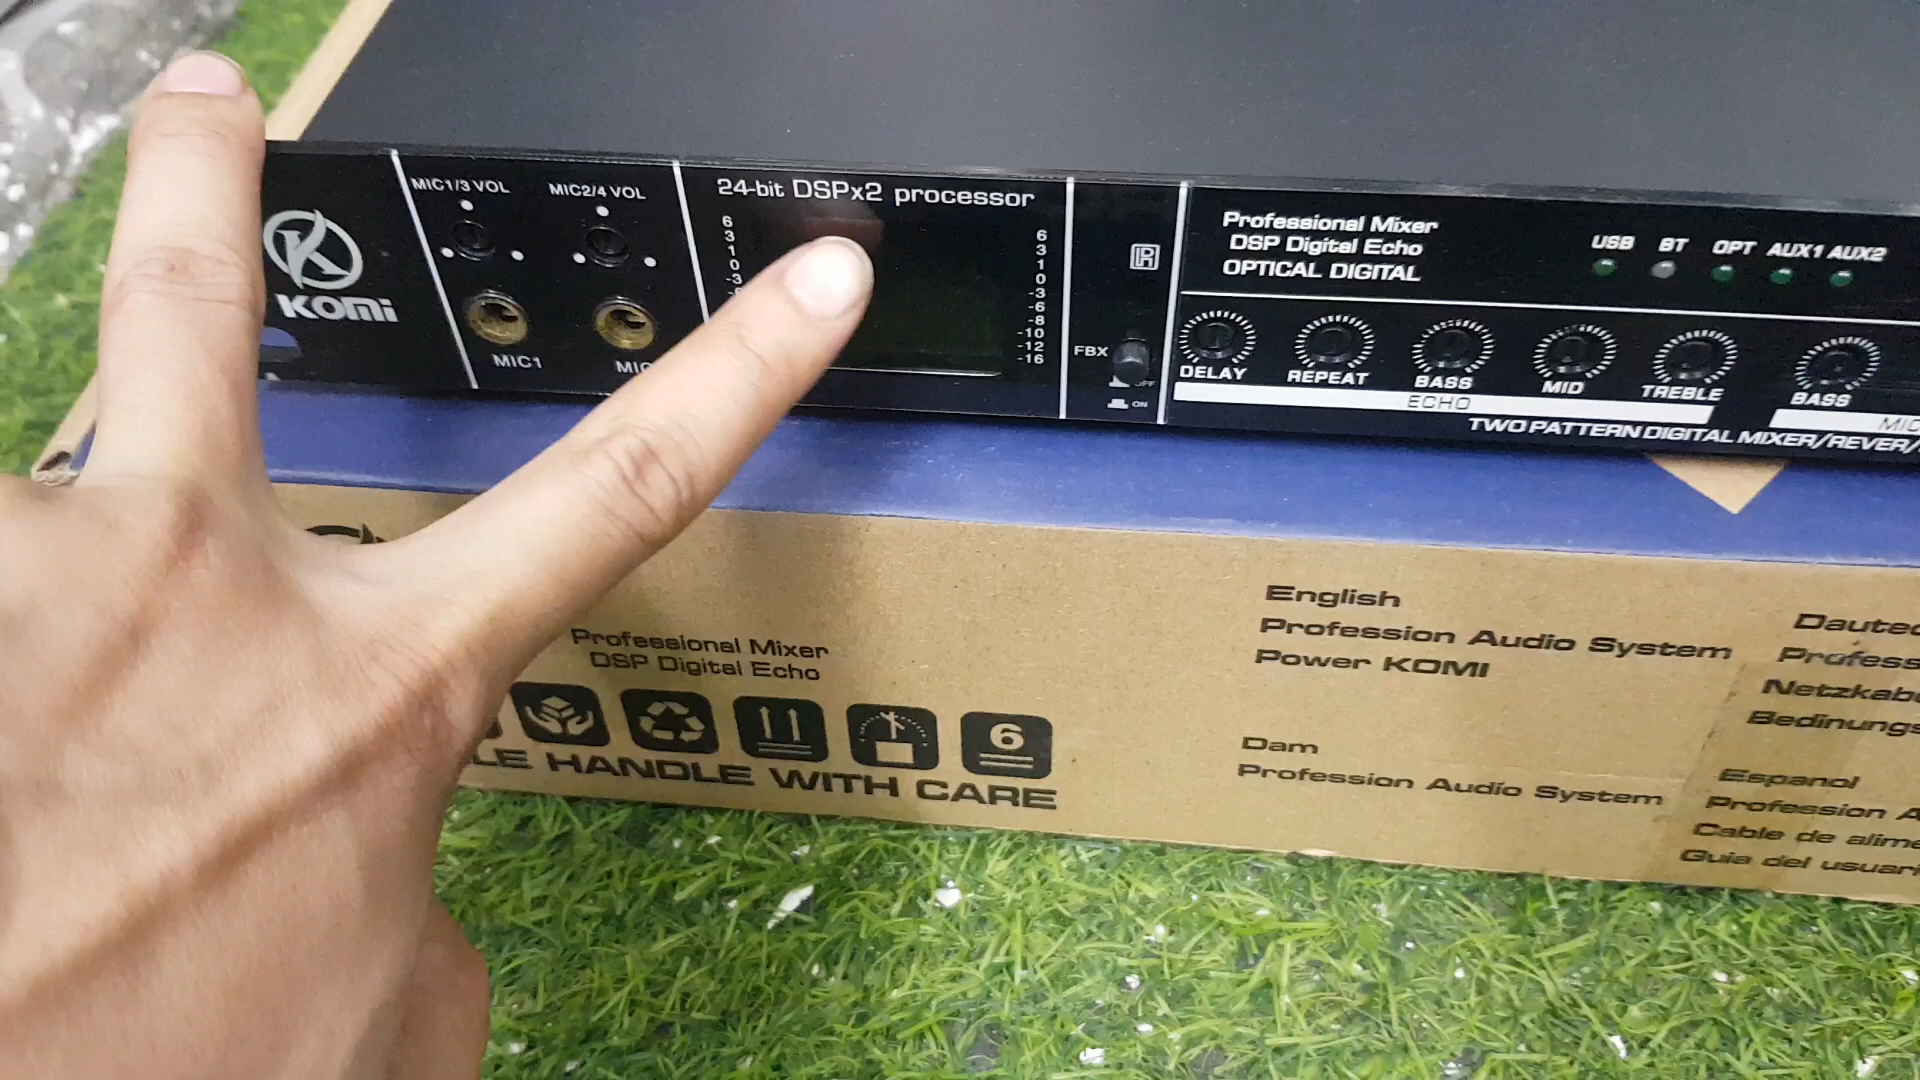 MIC1/3 VOL
MIC2/4 VOL
KOMi
MIC1
24-bit DSPx2 processor
6
3
1
0
-3
6
3
1
0
-3
-6
-8
-10
-12
-16
FBX
OFF
ON
Professional Mixer
DSP Digital Echo
OPTICAL DIGITAL
USB BT OPT AUX1 AUX2
DELAY REPEAT BASS MID TREBLE BASS
ECHO
TWO PATTERN DIGITAL MIXER/REVER/
Professional Mixer
DSP Digital Echo
6
HANDLE WITH CARE
English
Profession Audio System
Power KOMI
Dam
Profession Audio System
Espanol
Profession
Cable de
Guia del